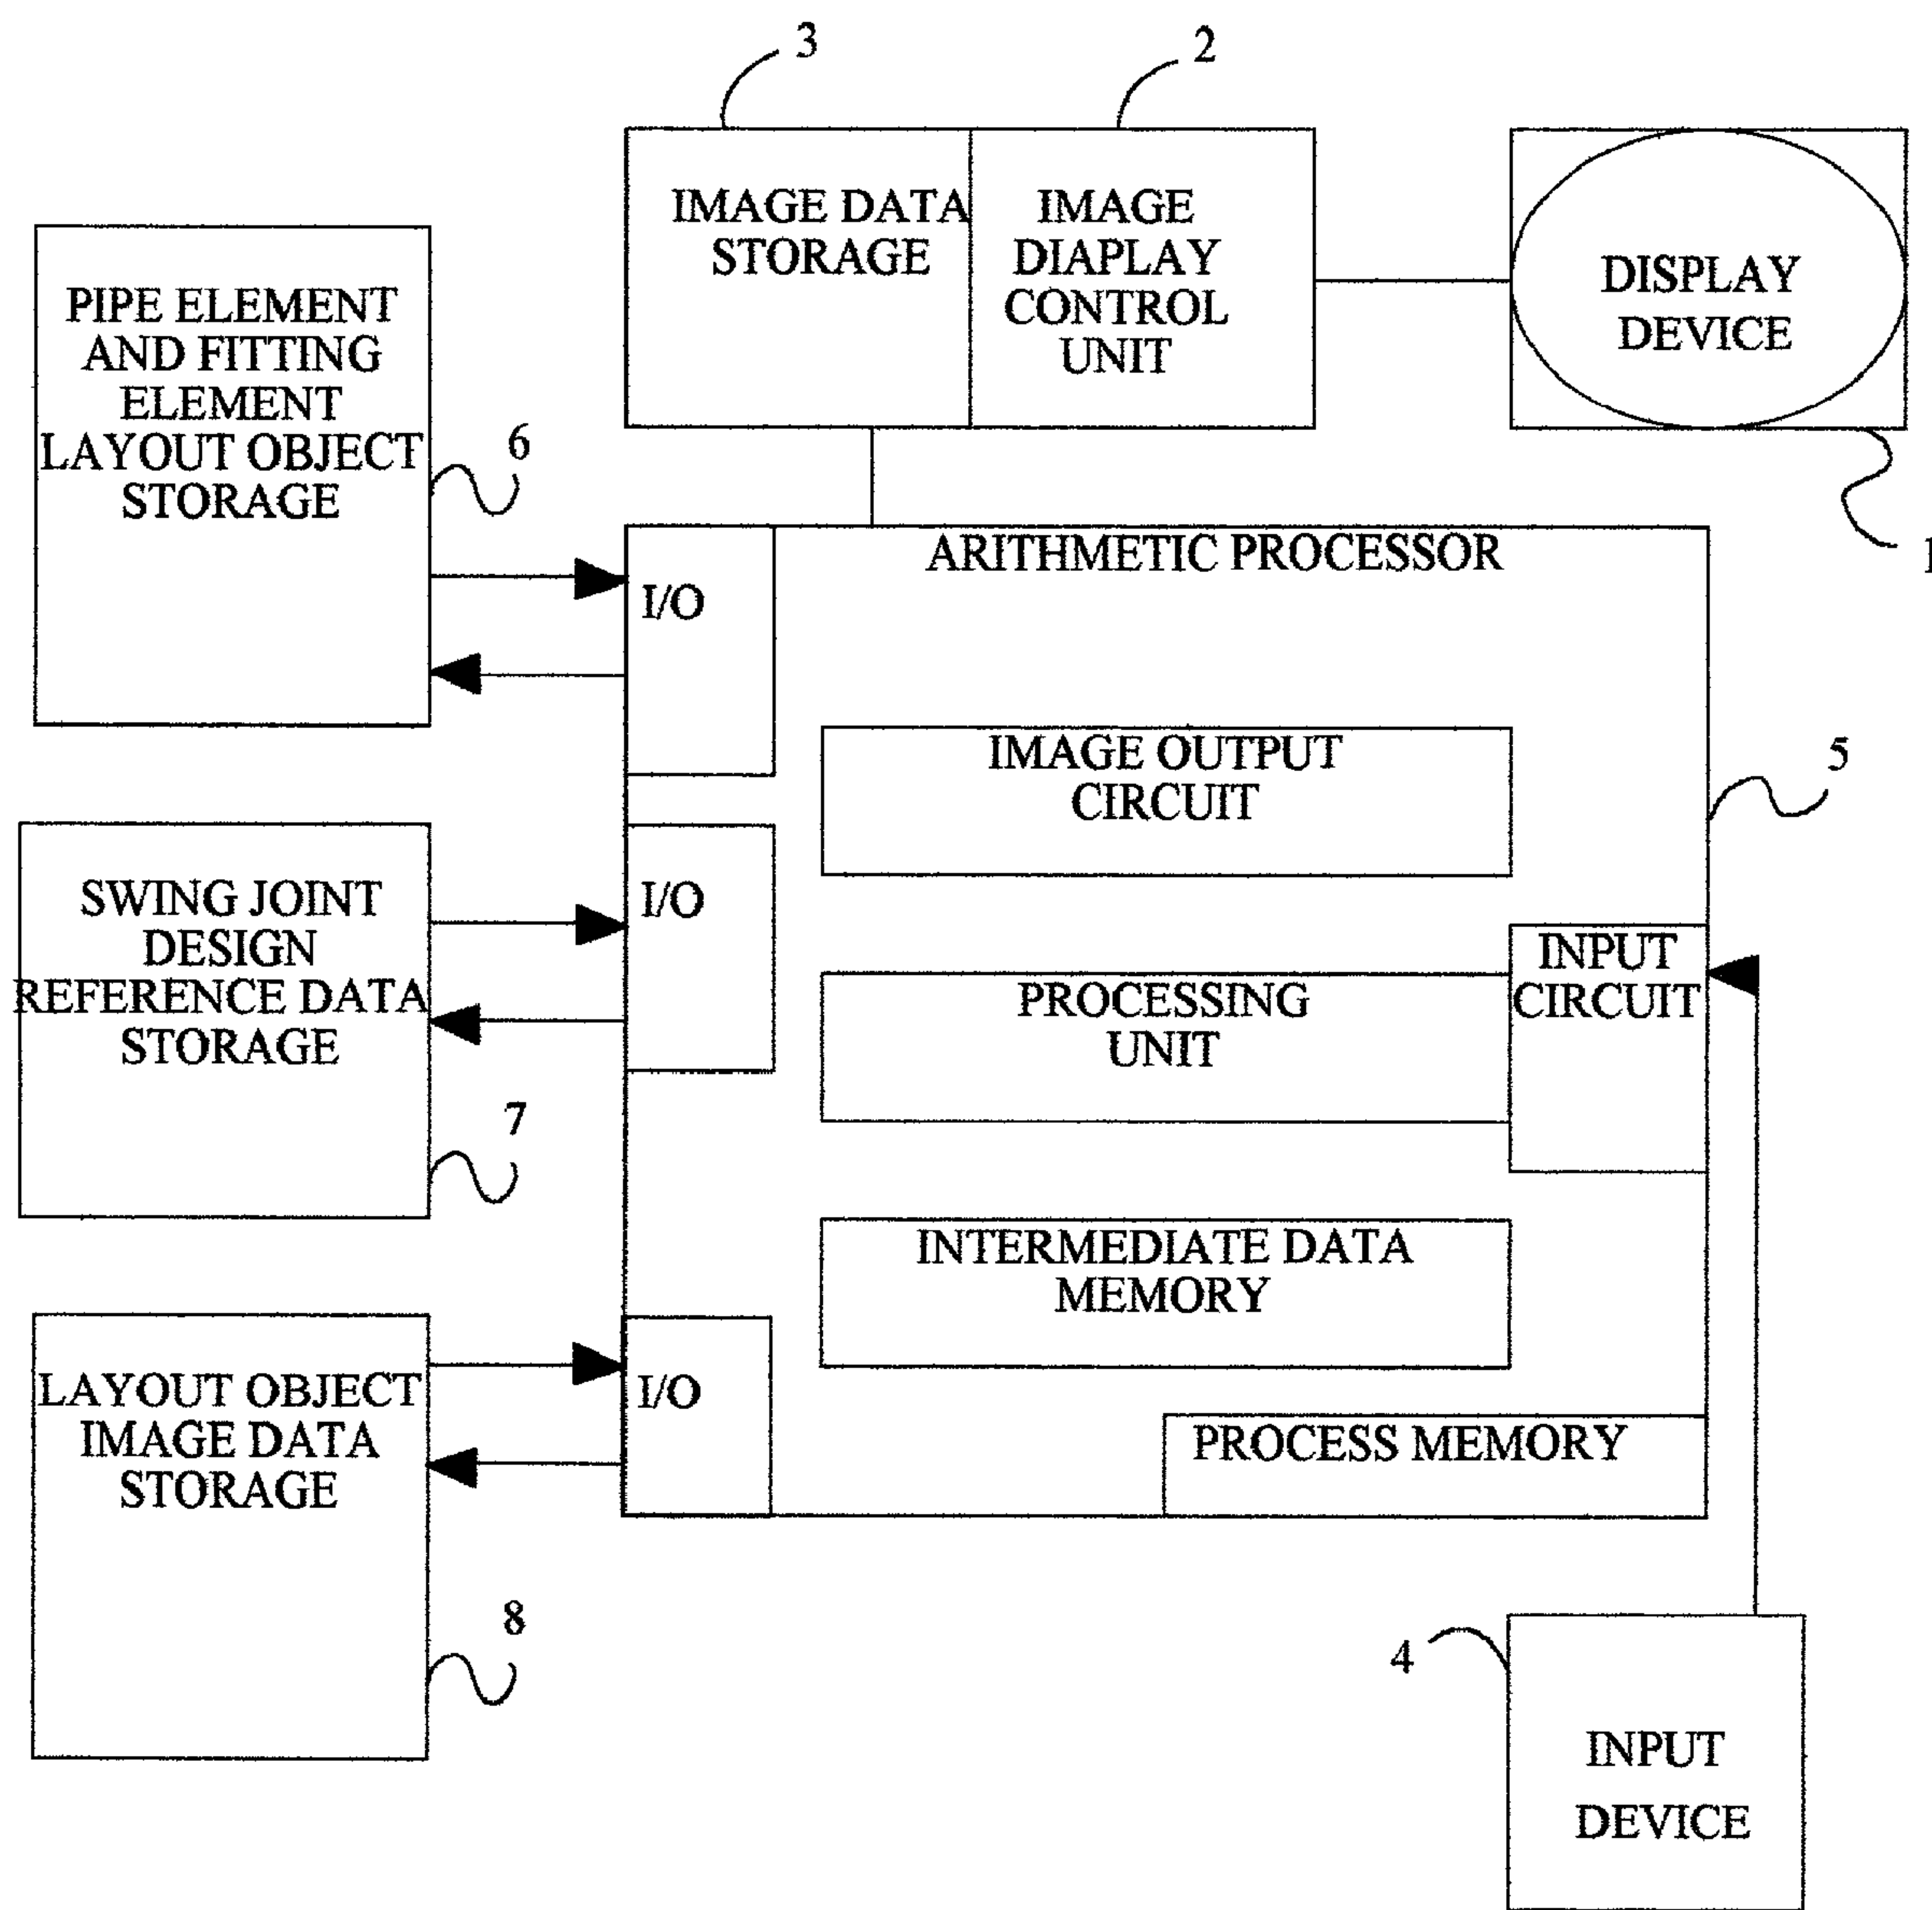 3
2
IMAGE DATA
STORAGE
IMAGE
DIAPLAY
CONTROL
UNIT
DISPLAY
DEVICE
1
PIPE ELEMENT
AND FITTING
ELEMENT
LAYOUT OBJECT
STORAGE
6
ARITHMETIC PROCESSOR
I/O
IMAGE OUTPUT
CIRCUIT
5
SWING JOINT
DESIGN
REFERENCE DATA
STORAGE
7
I/O
INPUT
CIRCUIT
PROCESSING
UNIT
INTERMEDIATE DATA
MEMORY
LAYOUT OBJECT
IMAGE DATA
STORAGE
8
I/O
PROCESS MEMORY
4
INPUT
DEVICE